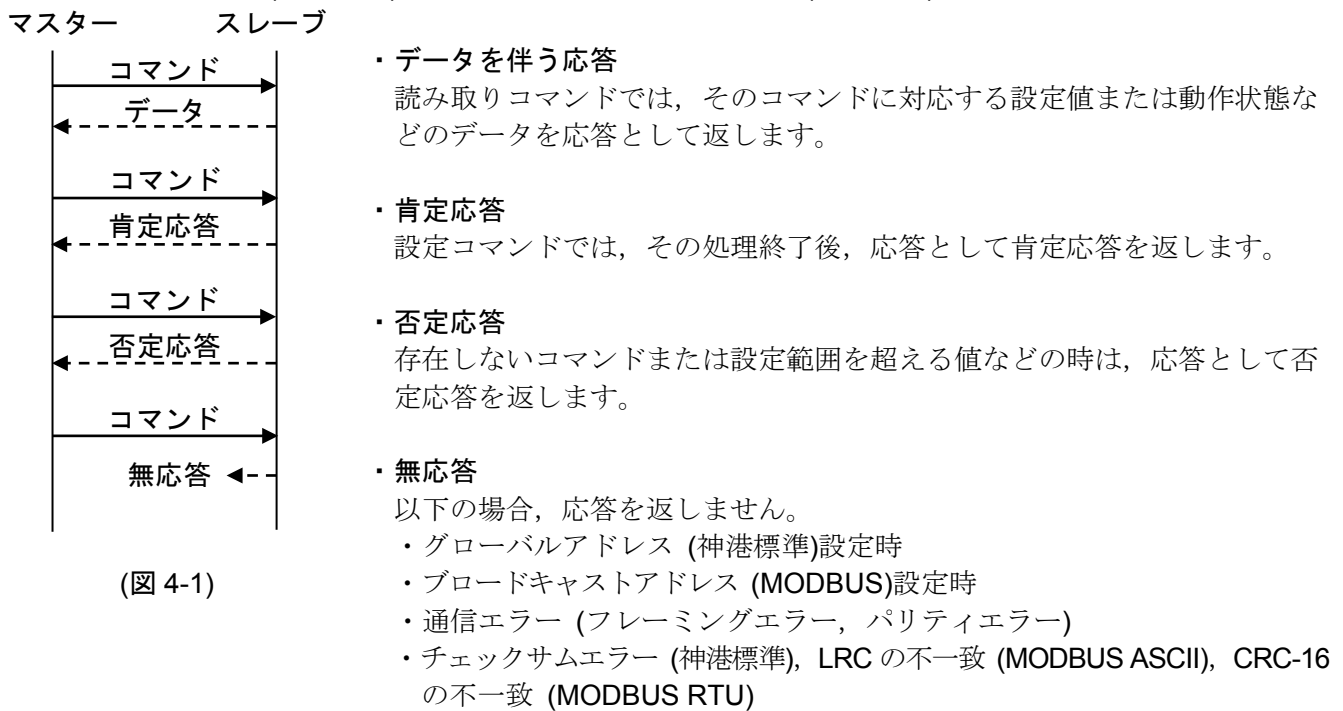 マスター スレーブ
コマンド
データ
コマンド
肯定応答
コマンド
否定応答
コマンド
無応答
(図 4-1)
・データを伴う応答
読み取りコマンドでは，そのコマンドに対応する設定値または動作状態な
どのデータを応答として返します。
・肯定応答
設定コマンドでは，その処理終了後，応答として肯定応答を返します。
・否定応答
存在しないコマンドまたは設定範囲を超える値などの時は，応答として否
定応答を返します。
・無応答
以下の場合，応答を返しません。
・グローバルアドレス (神港標準)設定時
・ブロードキャストアドレス (MODBUS)設定時
・通信エラー (フレーミングエラー，パリティエラー)
・チェックサムエラー (神港標準)，LRC の不一致 (MODBUS ASCII)，CRC-16
の不一致 (MODBUS RTU)